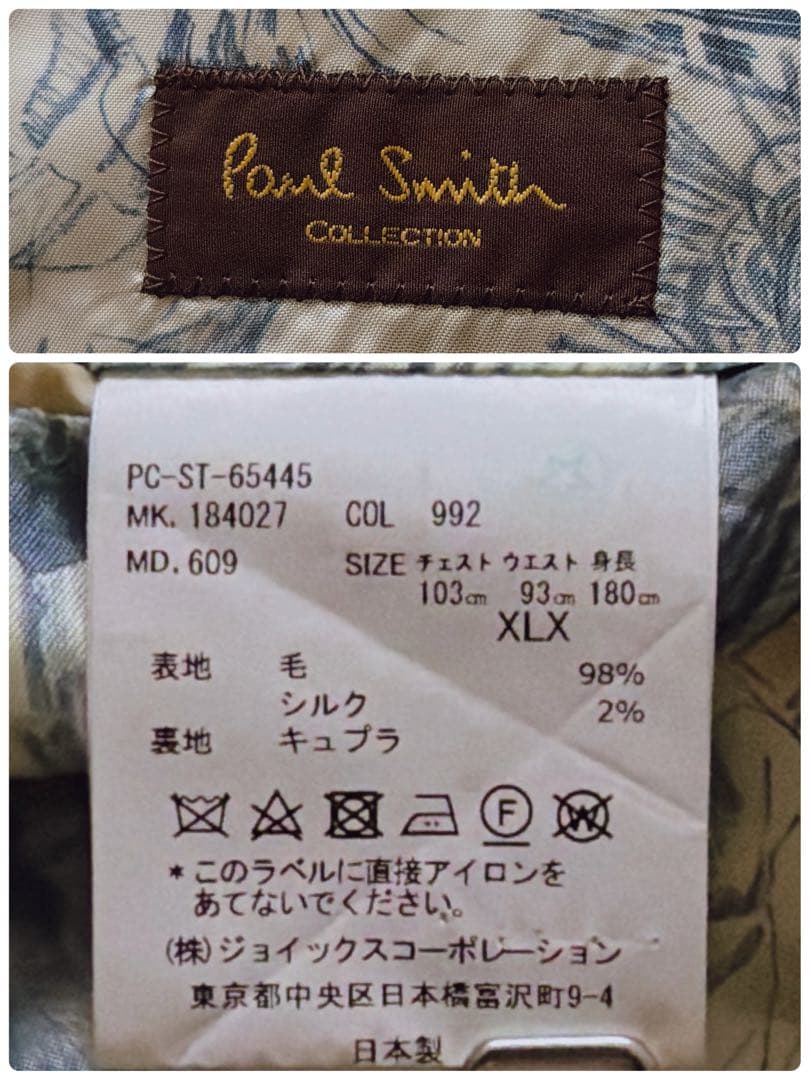 Paul Smith
COLLECTION
PC-ST-65445
MK. 184027 COL 992
MD. 609 SIZE チェスト ウエスト 身長
103㎝ 93㎝ 180㎝
XLX
表地 毛 98%
シルク 2%
裏地 キュプラ
F W
*このラベルに直接アイロンを
あてないでください。
(株)ジョイックスコーポレーション
東京都中央区日本橋富沢町9-4
日本製